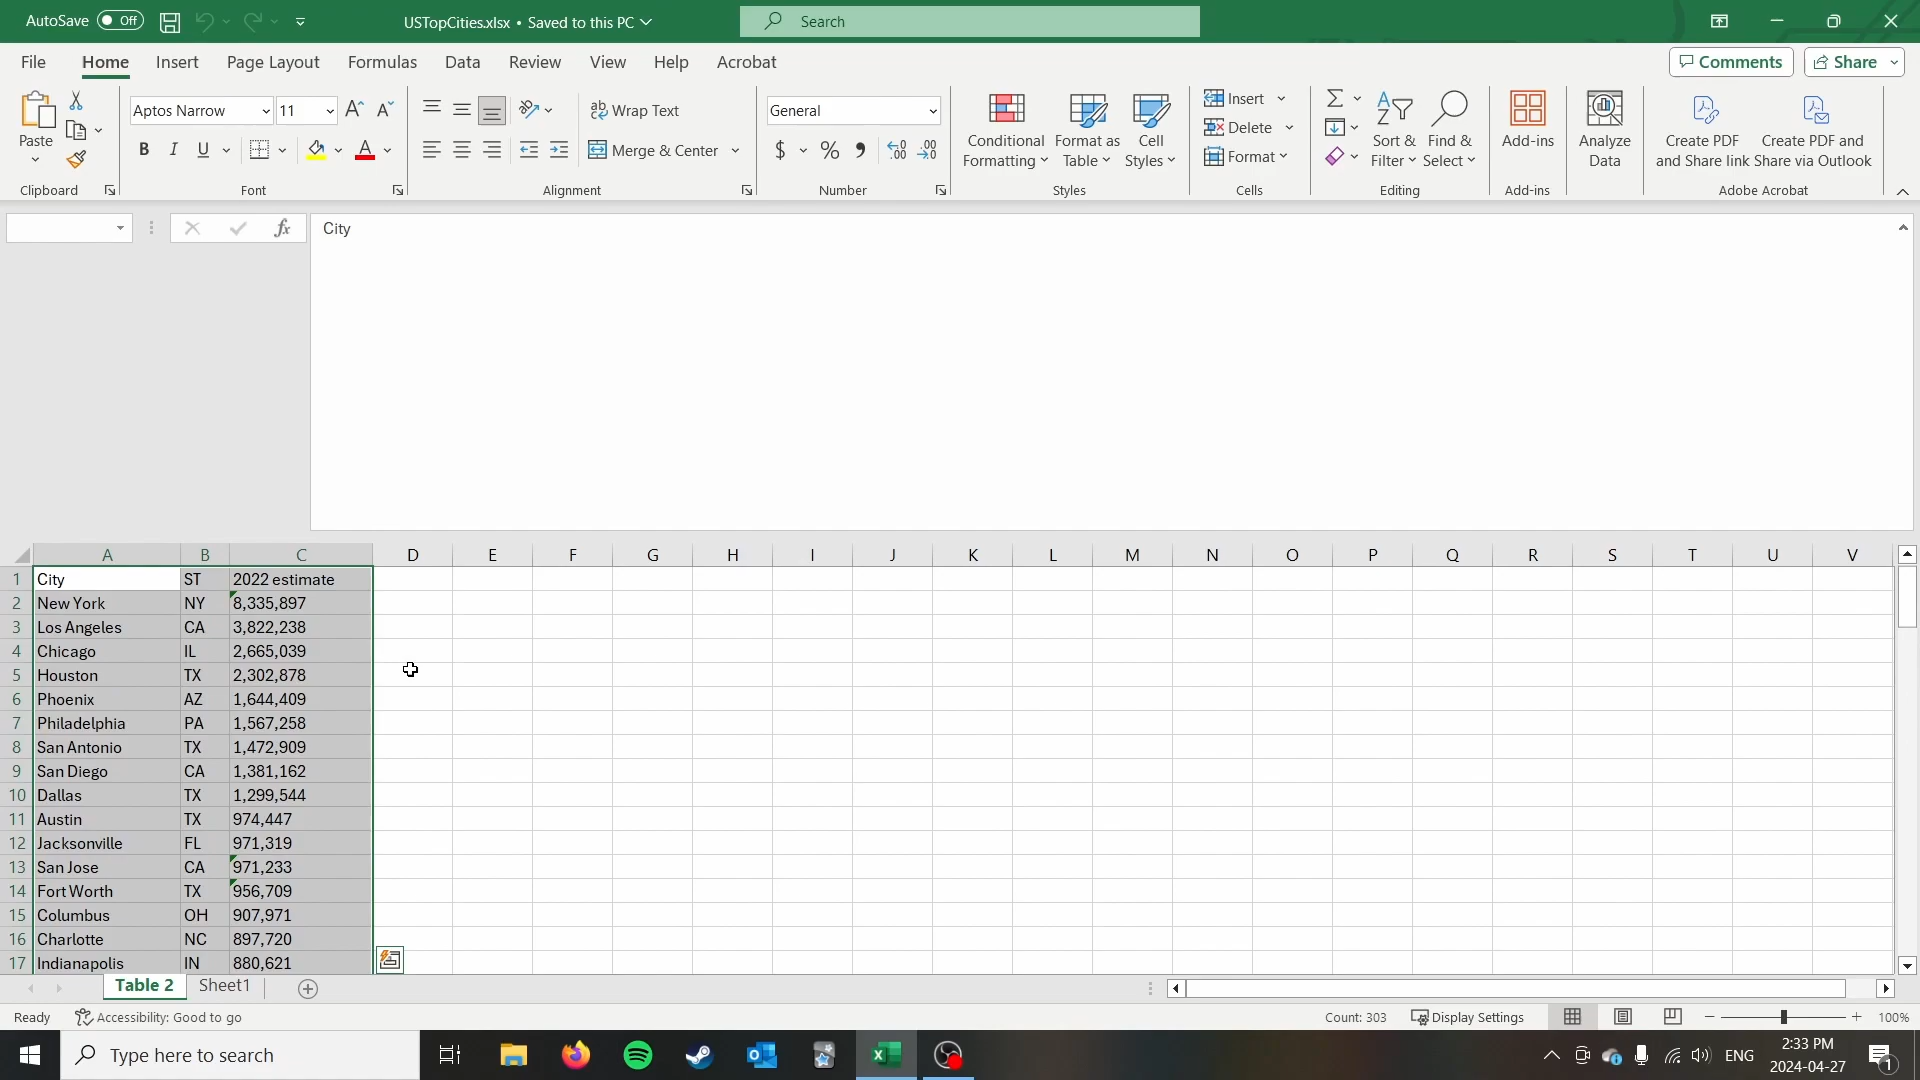 AutoSave Off USTopCities.xlsx • Saved to this PC Search
File Home Insert Page Layout Formulas Data Review View Help Acrobat Comments Share
Paste
Clipboard
Aptos Narrow 11
B I U A
Font
ab Wrap Text
Merge & Center
Alignment
General
$ % 9
Number
Conditional Formatting
Format as Table
Cell Styles
Styles
Insert
Delete
Format
Cells
Sort & Filter
Find & Select
Editing
Add-ins
Add-ins
Analyze Data
Create PDF and Share link
Create PDF and Share via Outlook
Adobe Acrobat
fx City
A B C D E F G H I J K L M N O P Q R S T U V
1 City ST 2022 estimate
2 New York NY 8,335,897
3 Los Angeles CA 3,822,238
4 Chicago IL 2,665,039
5 Houston TX 2,302,878
6 Phoenix AZ 1,644,409
7 Philadelphia PA 1,567,258
8 San Antonio TX 1,472,909
9 San Diego CA 1,381,162
10 Dallas TX 1,299,544
11 Austin TX 974,447
12 Jacksonville FL 971,319
13 San Jose CA 971,233
14 Fort Worth TX 956,709
15 Columbus OH 907,971
16 Charlotte NC 897,720
17 Indianapolis IN 880,621
Table 2 Sheet1
Ready Accessibility: Good to go Count: 303 Display Settings 100%
Type here to search ENG 2:33 PM
2024-04-27 1